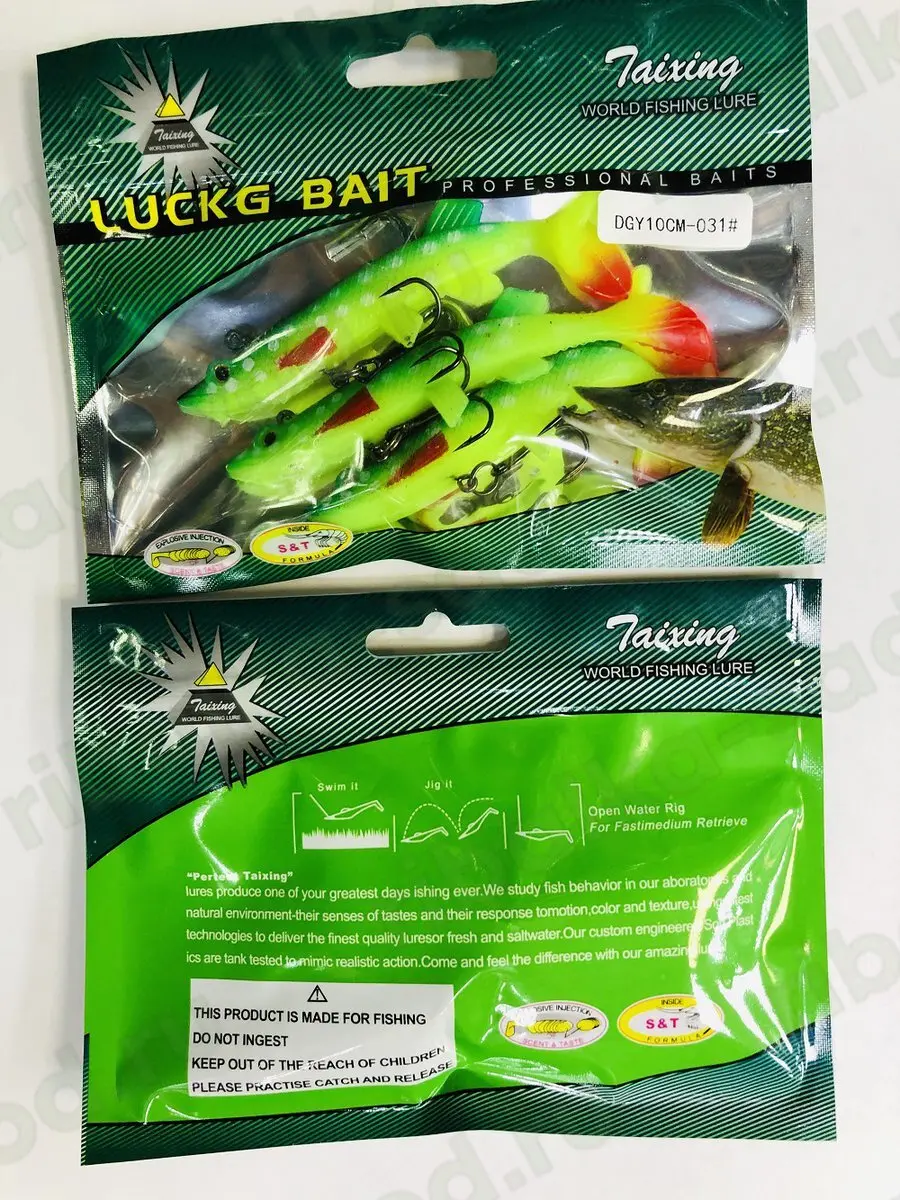 Taixing
WORLD FISHING LURE
Taixing
WORLD FISHING LURE
LUCKG BAIT
PROFESSIONAL BAITS
DGY10CM-031#
EXPLOSIVE INJECTION
SCENT & TASTE
INSIDE
S&T
FORMULA
Taixing
WORLD FISHING LURE
Taixing
WORLD FISHING LURE
Swim it
Jig it
Open Water Rig
For Fastimedium Retrieve
Taixing"
lures produce one of your greatest days ishing ever.We study fish behavior in our and
natural environment-their senses of tastes and their response tomotion,color and texture,
technologies to deliver the finest quality luresor fresh and saltwater.Our custom engineered
ics are tank tested to mimic realistic action.Come and feel the difference with our amazing
THIS PRODUCT IS MADE FOR FISHING
DO NOT INGEST
KEEP OUT OF THE REACH OF CHILDREN
PLEASE PRACTISE CATCH AND RELEASE
INJECTION
SCENT & TASTE
INSIDE
S&T
FORMULA